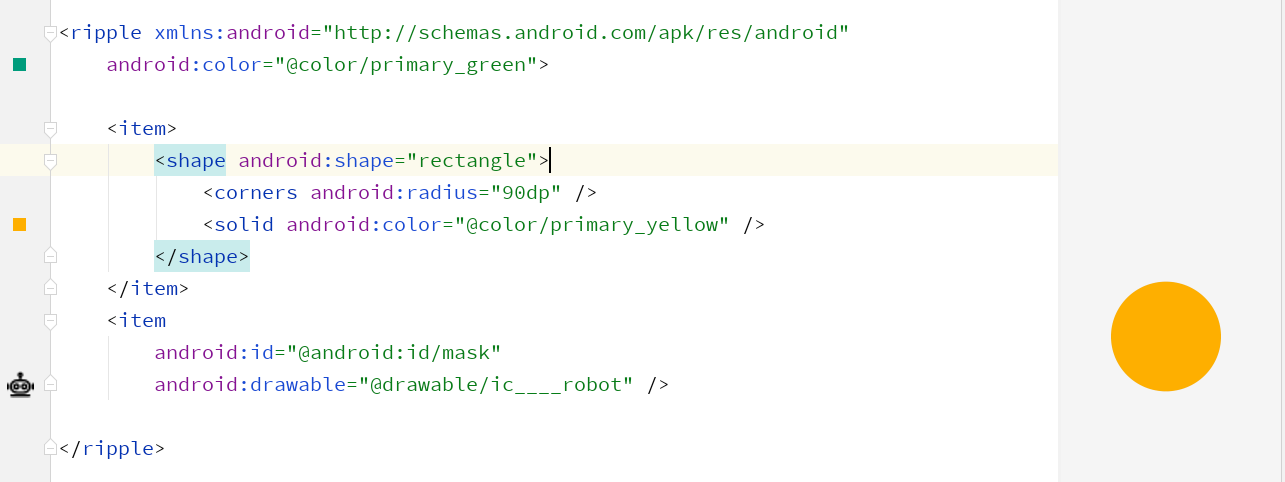 <ripple xmlns:android="http://schemas.android.com/apk/res/android"
android:color="@color/primary_green">
<item>
<shape android:shape="rectangle">
<corners android:radius="90dp" />
<solid android:color="@color/primary_yellow" />
</shape>
</item>
<item
android:id="@android:id/mask"
android:drawable="@drawable/ic____robot" />
</ripple>